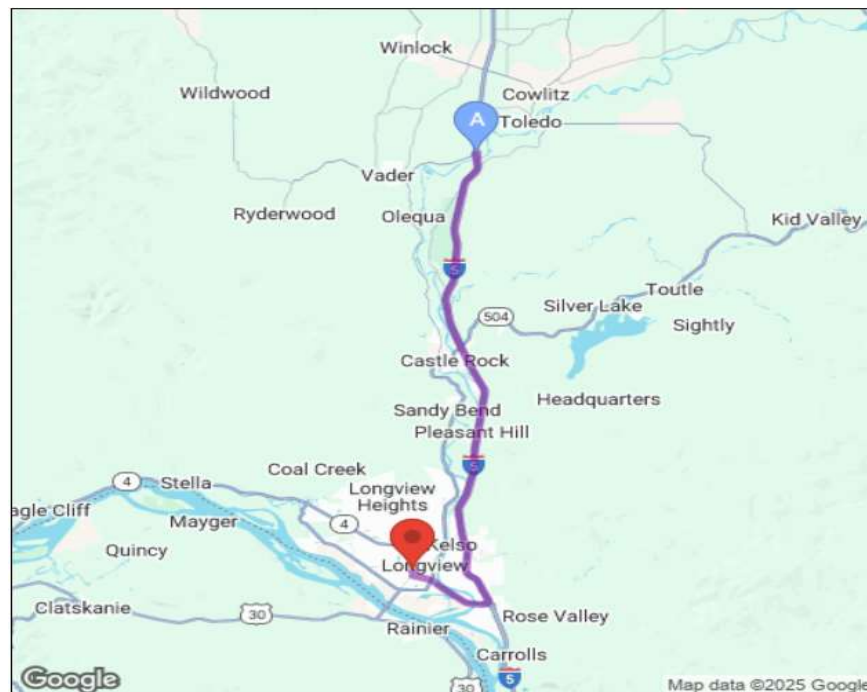 Winlock
Wildwood
Cowlitz
A
Toledo
Vader
Ryderwood
Olequa
Kid Valley
5
Toutle
Silver Lake
504
Sightly
Castle Rock
Headquarters
Sandy Bend
Pleasant Hill
Coal Creek
5
4
Stella
Longview
Heights
agle Cliff
Mayger
4
Kelso
Quincy
Longview
Clatskanie
30
Rose Valley
Rainier
Carrolls
5
30
Google
Map data ©2025 Google